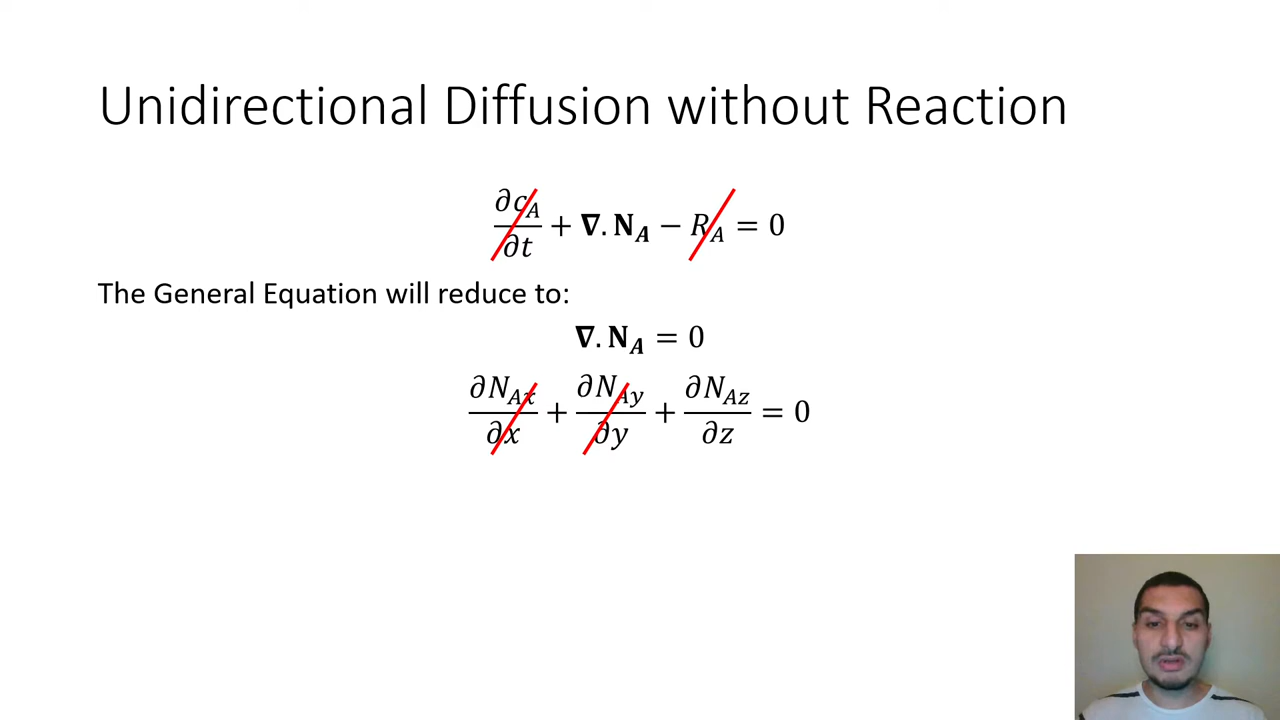 Unidirectional Diffusion without Reaction
∂c_A/∂t + ∇. N_A − R_A = 0
The General Equation will reduce to:
∇. N_A = 0
∂N_Ax/∂x + ∂N_Ay/∂y + ∂N_Az/∂z = 0